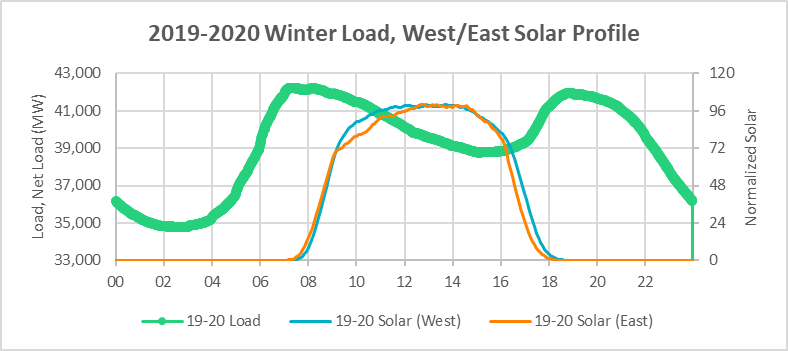 2019-2020 Winter Load, West/East Solar Profile
Load, Net Load (MW)
43,000
41,000
39,000
37,000
35,000
33,000
120
96
72
48
24
0
Normalized Solar
00 02 04 06 08 10 12 14 16 18 20 22
19-20 Load 19-20 Solar (West) 19-20 Solar (East)